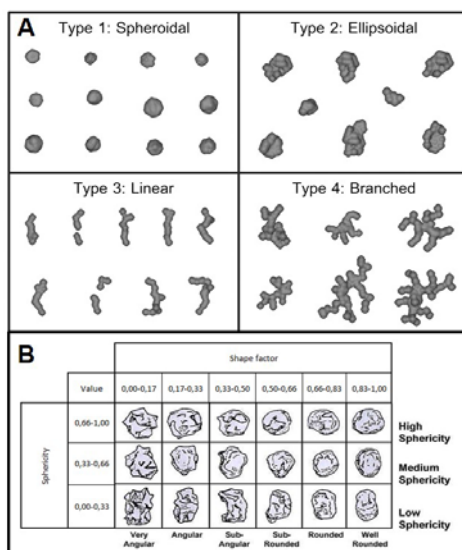 A
Type 1: Spheroidal
Type 2: Ellipsoidal
Type 3: Linear
Type 4: Branched
B
Shape factor
Value
0,00-0,17
0,17-0,33
0,33-0,50
0,50-0,66
0,66-0,83
0,83-1,00
Sphericity
0,66-1,00
High
Sphericity
0,33-0,66
Medium
Sphericity
0,00-0,33
Low
Sphericity
Very
Angular
Angular
Sub-
Angular
Sub-
Rounded
Rounded
Well
Rounded